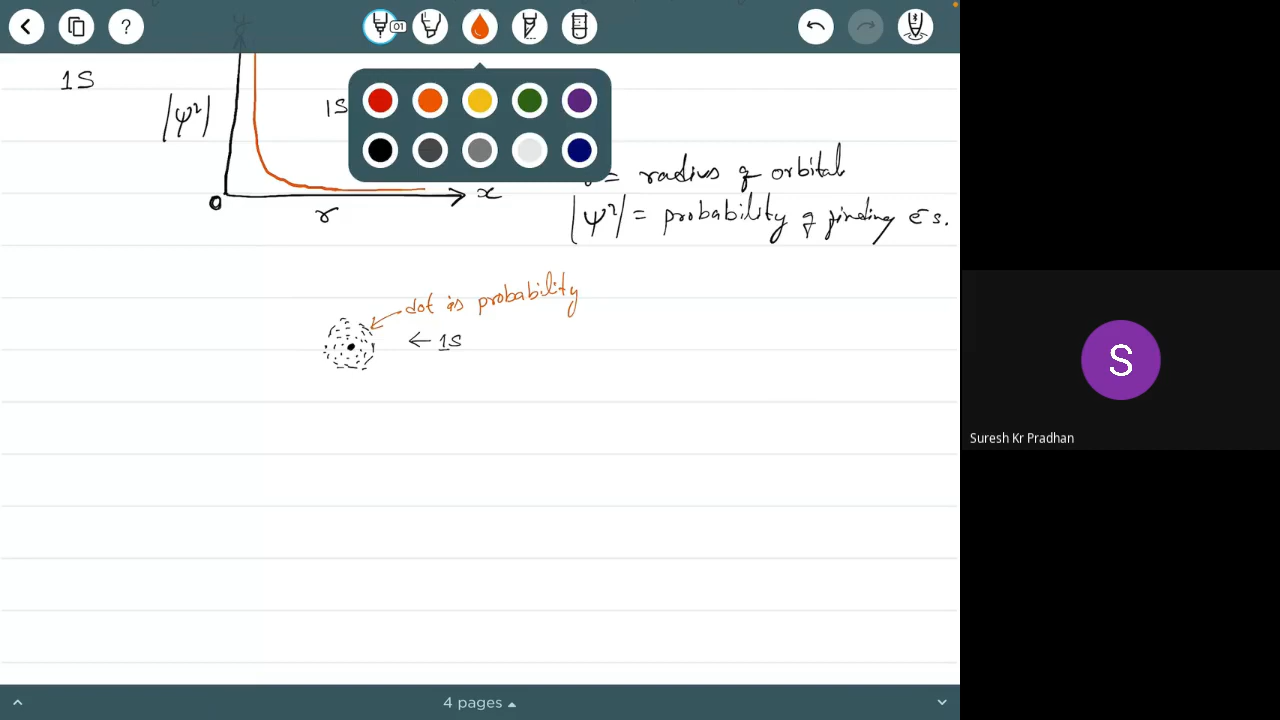 ?
01
y
1S
|ψ²|
1S
0
x
r
= radius of orbital
|ψ²| = probability of finding e⁻s.
dot is probability
← 1S
S
Suresh Kr Pradhan
4 pages